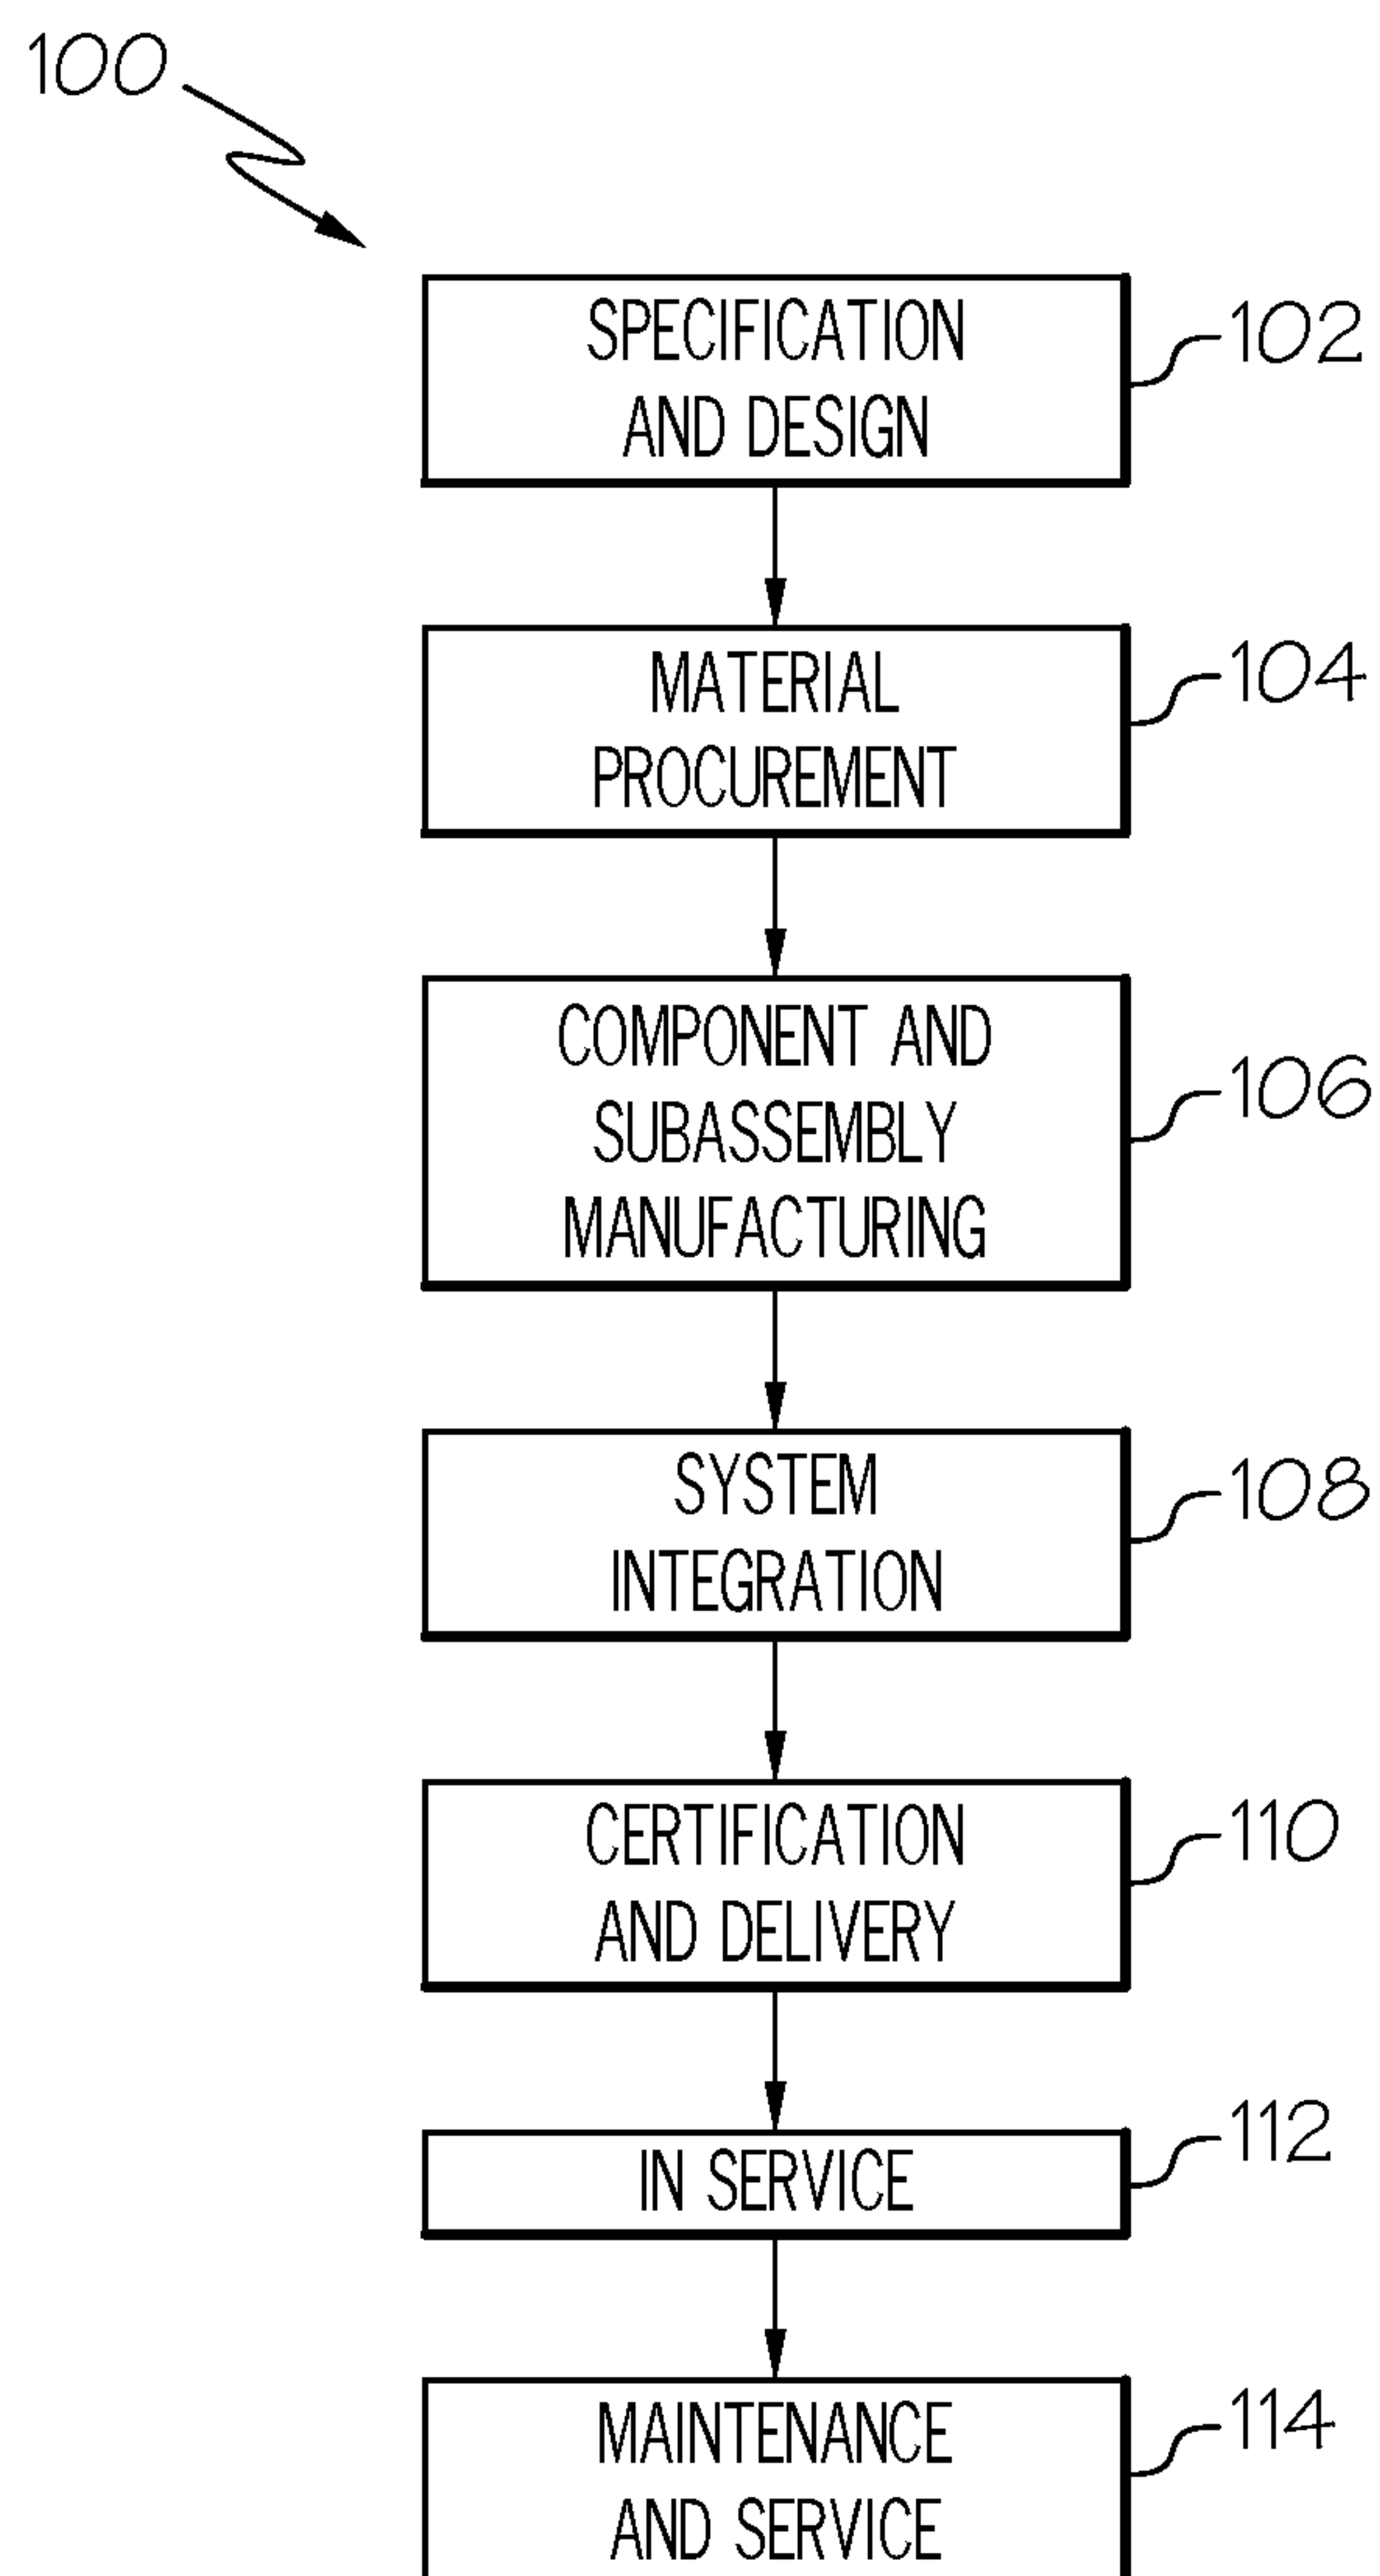 100
SPECIFICATION
AND DESIGN
102
MATERIAL
PROCUREMENT
104
COMPONENT AND
SUBASSEMBLY
MANUFACTURING
106
SYSTEM
INTEGRATION
108
CERTIFICATION
AND DELIVERY
110
IN SERVICE
112
MAINTENANCE
AND SERVICE
114